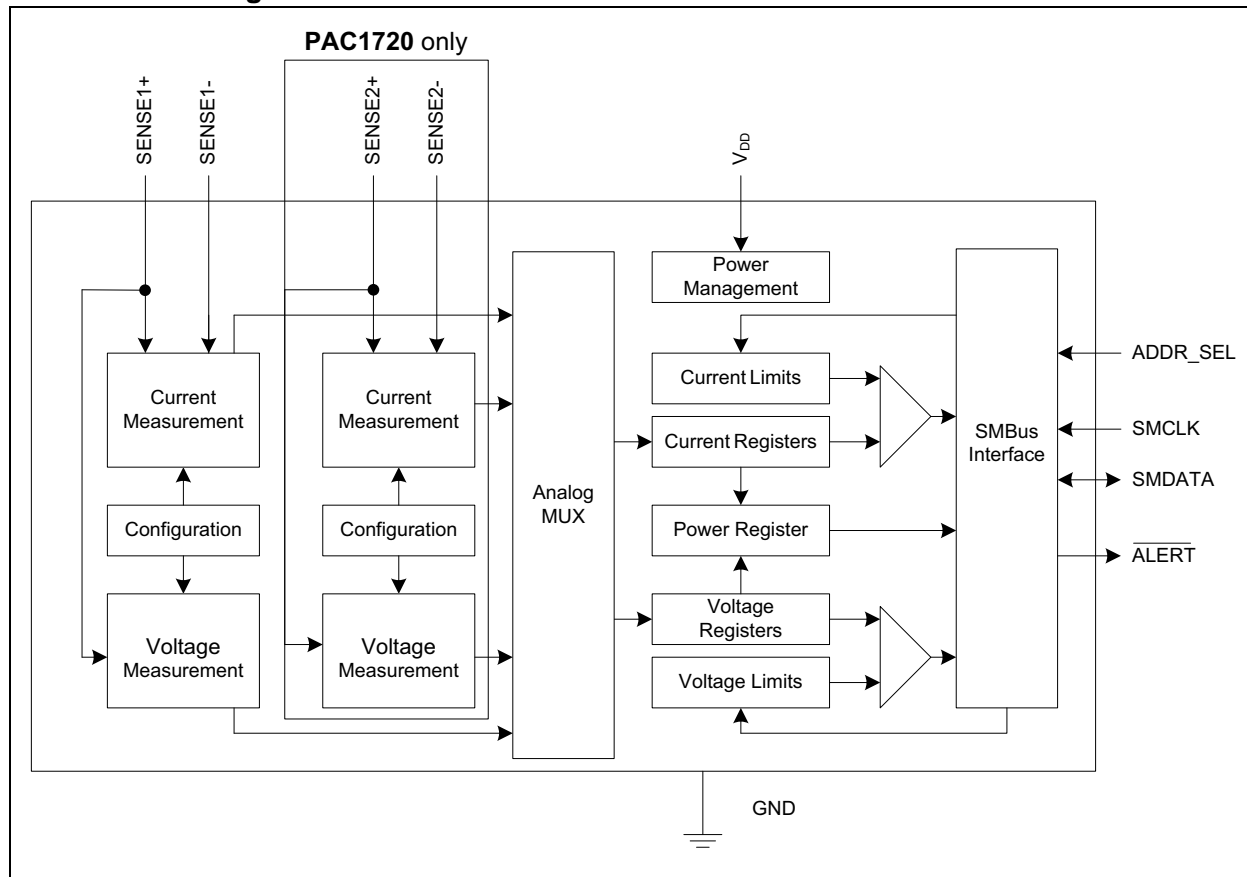 PAC1720 only
SENSE1+
SENSE1-
SENSE2+
SENSE2-
VDD
Power
Management
Current
Measurement
Current
Measurement
Configuration
Configuration
Voltage
Measurement
Voltage
Measurement
Analog
MUX
Current Limits
Current Registers
Power Register
Voltage
Registers
Voltage Limits
SMBus
Interface
ADDR_SEL
SMCLK
SMDATA
ALERT
GND